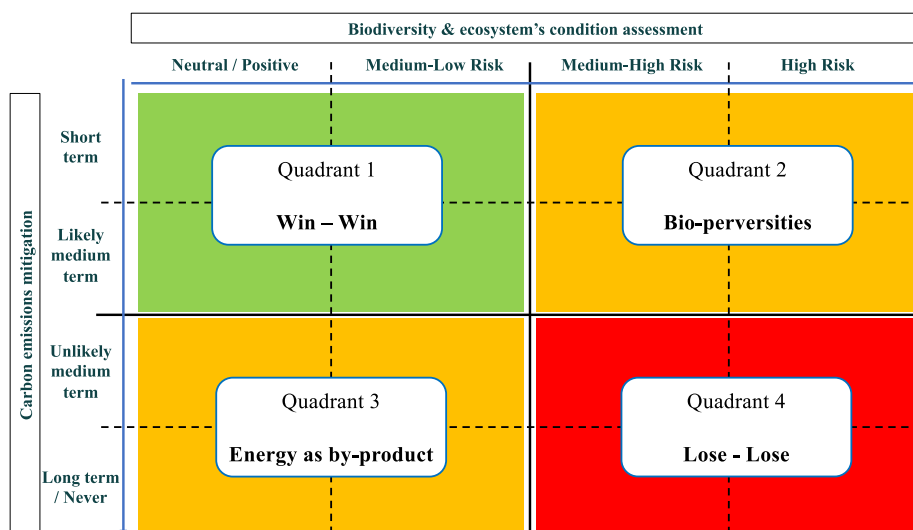 Biodiversity & ecosystem's condition assessment
Neutral / Positive
Medium-Low Risk
Medium-High Risk
High Risk
Carbon emissions mitigation
Short
term
Likely
medium
term
Unlikely
medium
term
Long term
/ Never
Quadrant 1
Win – Win
Quadrant 2
Bio-perversities
Quadrant 3
Energy as by-product
Quadrant 4
Lose - Lose